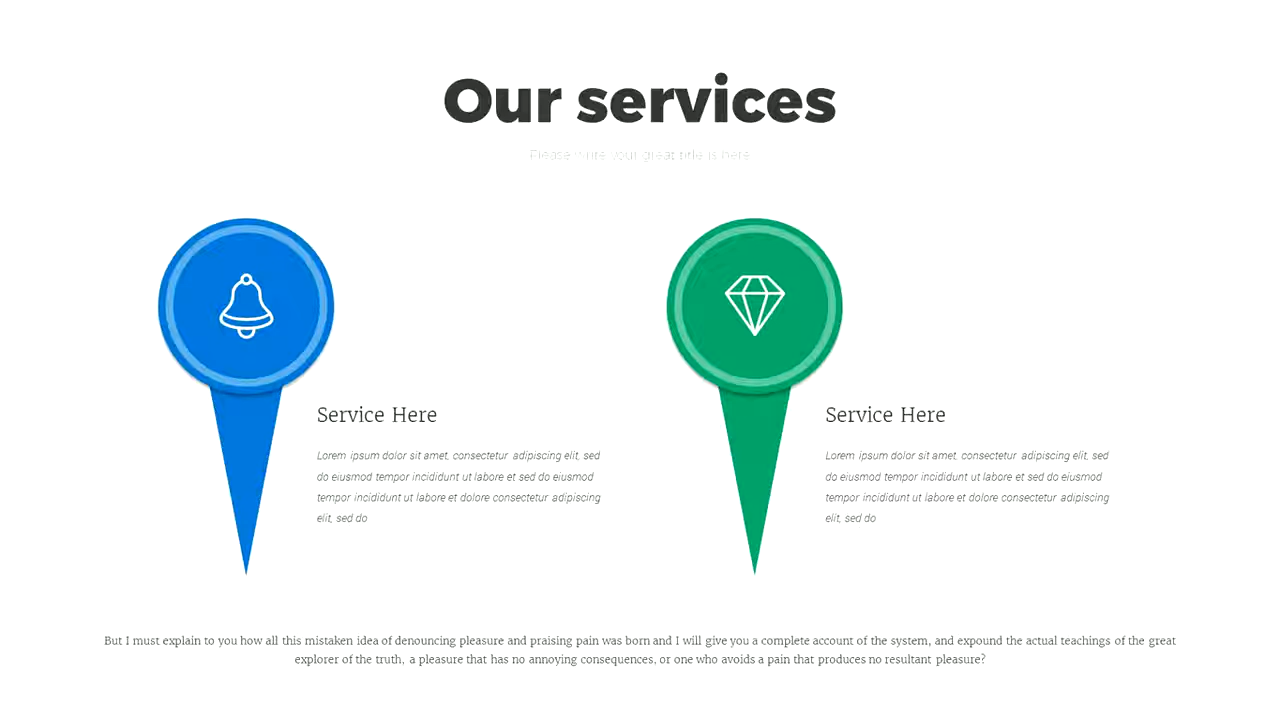 Our services
Please write your great title is here
Service Here
Lorem ipsum dolor sit amet, consectetur adipiscing elit, sed
do eiusmod tempor incididunt ut labore et sed do eiusmod
tempor incididunt ut labore et dolore consectetur adipiscing
elit, sed do
Service Here
Lorem ipsum dolor sit amet, consectetur adipiscing elit, sed
do eiusmod tempor incididunt ut labore et sed do eiusmod
tempor incididunt ut labore et dolore consectetur adipiscing
elit, sed do
But I must explain to you how all this mistaken idea of denouncing pleasure and praising pain was born and I will give you a complete account of the system, and expound the actual teachings of the great
explorer of the truth, a pleasure that has no annoying consequences, or one who avoids a pain that produces no resultant pleasure?